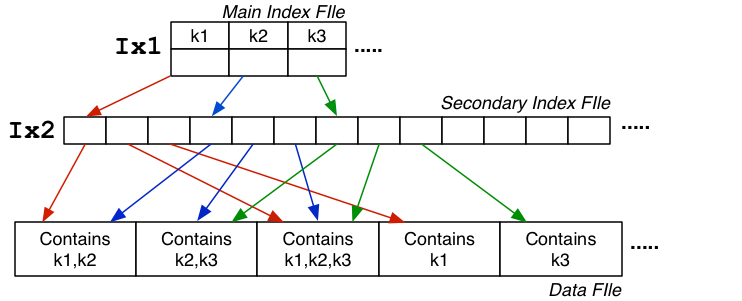 Main Index FIle
Ix1
k1 k2 k3
.....
Secondary Index FIle
Ix2
.....
Contains
k1,k2
Contains
k2,k3
Contains
k1,k2,k3
Contains
k1
Contains
k3
.....
Data FIle